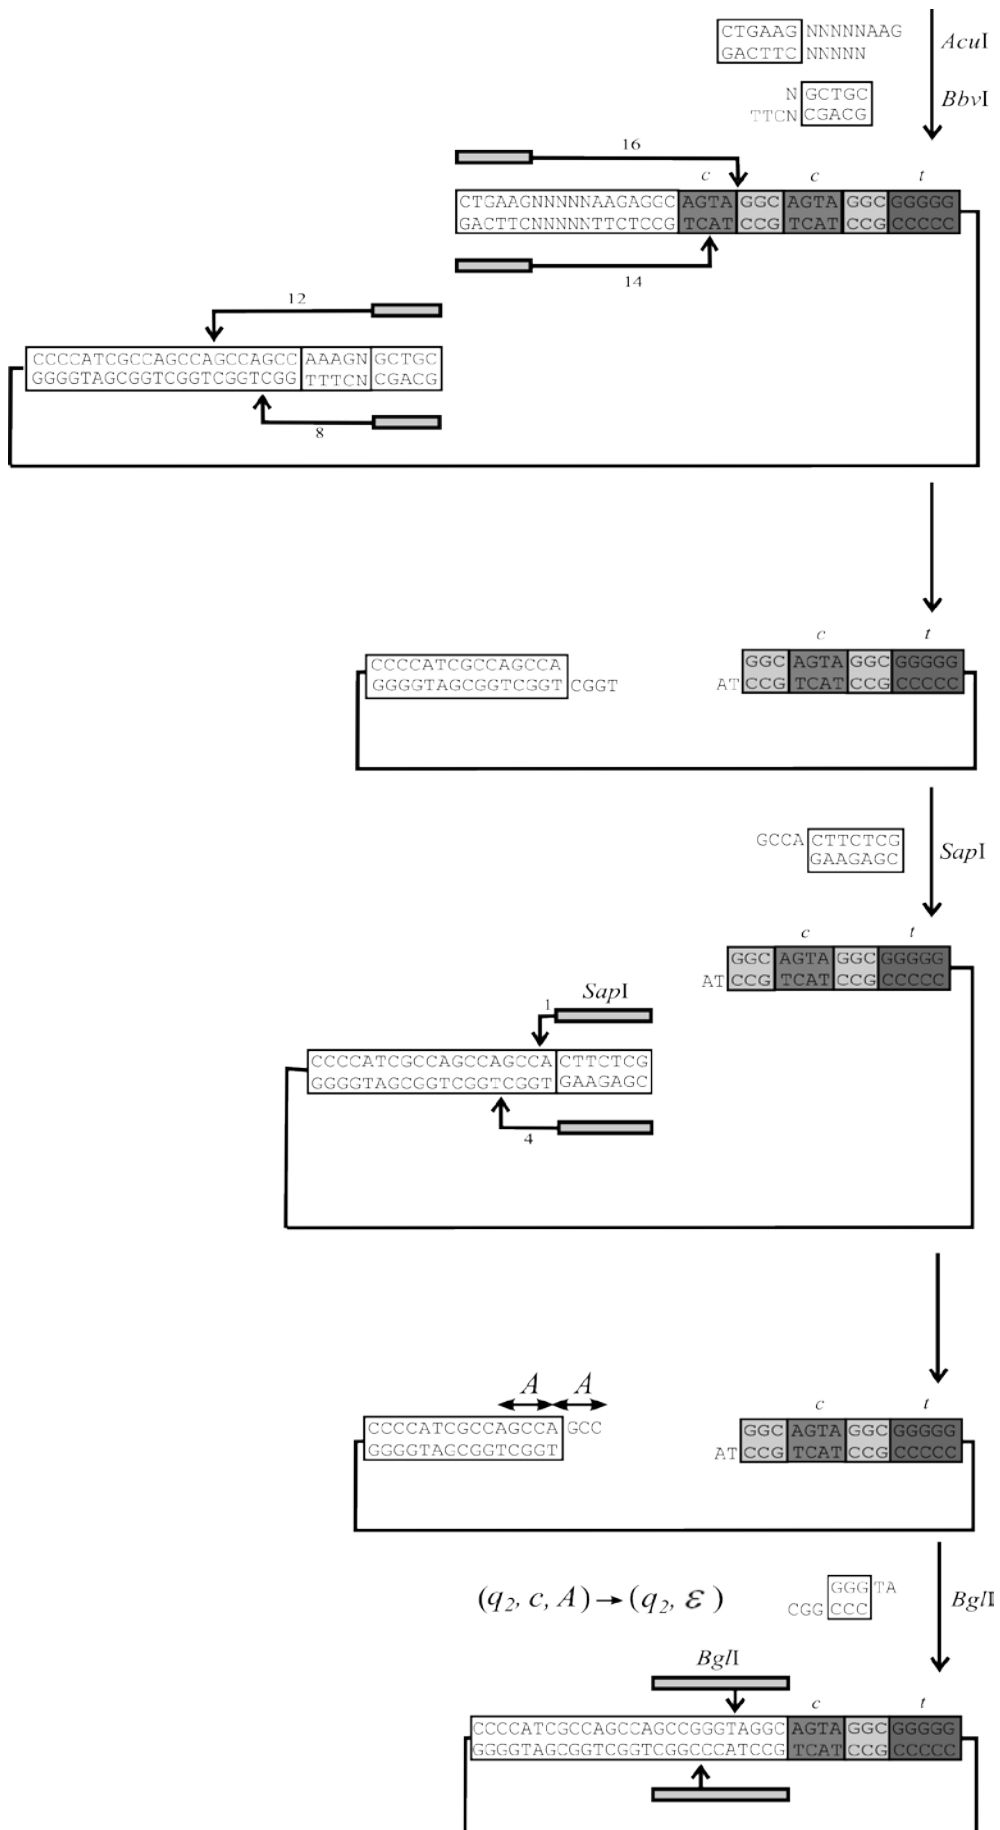 CTGAAG NNNNNAAG
GACTTC NNNNN
AcuI
N GCTGC
TTCN CGACG
BbvI
16
c c t
CTGAAGNNNNNAAGAGGC AGTA GGC AGTA GGC GGGGG
GACTTCNNNNNTTCTCCG TCAT CCG TCAT CCG CCCCC
14
12
CCCCATCGCCAGCCAGCCAGCC AAAGN GCTGC
GGGGTAGCGGTCGGTCGGTCGG TTTCN CGACG
8
c t
CCCCATCGCCAGCCA GGC AGTA GGC GGGGG
GGGGTAGCGGTCGGT CGGT AT CCG TCAT CCG CCCCC
GCCA CTTCTCG
GAAGAGC
SapI
c t
GGC AGTA GGC GGGGG
AT CCG TCAT CCG CCCCC
SapI
1
CCCCATCGCCAGCCAGCCA CTTCTCG
GGGGTAGCGGTCGGTCGGT GAAGAGC
4
A A c t
CCCCATCGCCAGCCA GCC GGC AGTA GGC GGGGG
GGGGTAGCGGTCGGT AT CCG TCAT CCG CCCCC
(q2, c, A) → (q2, ε )
GGG TA
CGG CCC
BglI
BglI
c t
CCCCATCGCCAGCCAGCCGGGTAGGC AGTA GGC GGGGG
GGGGTAGCGGTCGGTCGGCCCATCCG TCAT CCG CCCCC